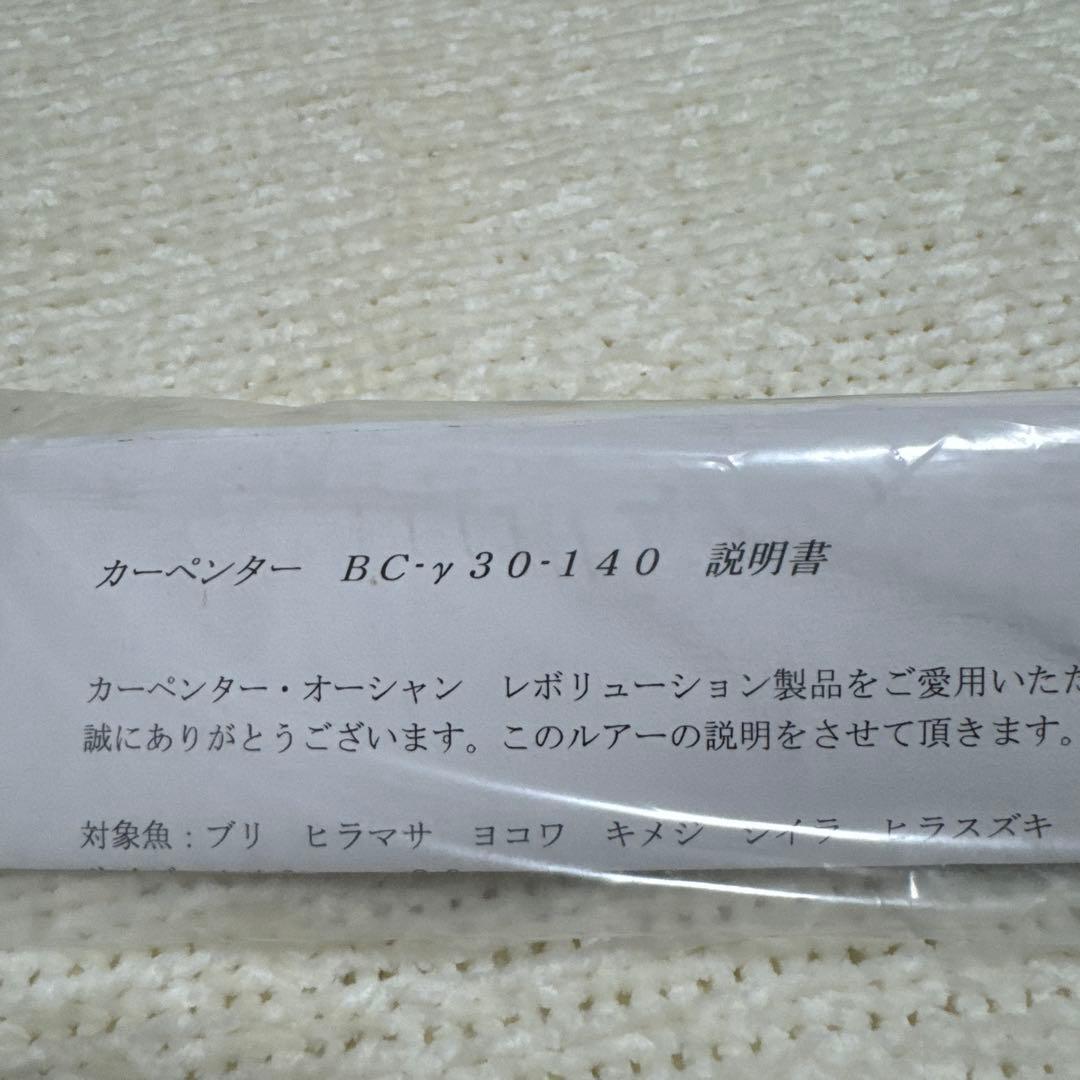 カーペンター　ＢＣ-γ３０-１４０　説明書
カーペンター・オーシャン　レボリューション製品をご愛用いただ
誠にありがとうございます。このルアーの説明をさせて頂きます。
対象魚：ブリ　ヒラマサ　ヨコワ　キメジ　シイラ　ヒラスズキ